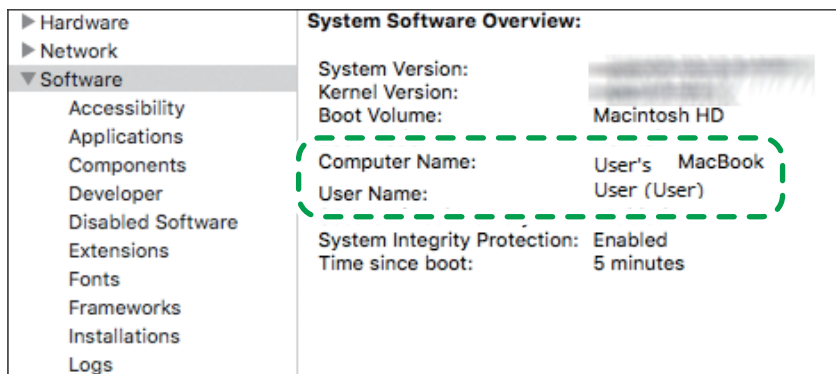 Hardware
Network
Software
Accessibility
Applications
Components
Developer
Disabled Software
Extensions
Fonts
Frameworks
Installations
Logs
System Software Overview:
System Version:
Kernel Version:
Boot Volume: Macintosh HD
Computer Name: User's MacBook
User Name: User (User)
System Integrity Protection: Enabled
Time since boot: 5 minutes